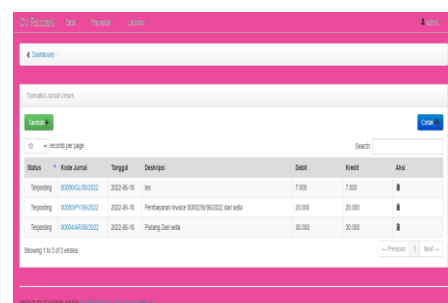 CV Rabbani Data Transaksi Laporan admin
Dashboard
Transaksi Jurnal Umum
Tambah
Cetak
10 records per page
Search:
Status Kode Jurnal Tanggal Deskripsi Debit Kredit Aksi
Terposting 00006/GL/06/2022 2022-06-18 tes 7.000 7.000
Terposting 00005/PY/06/2022 2022-06-18 Pembayaran Invoice 00002/SI/06/2022 dari sella 20.000 20.000
Terposting 00004/AR/06/2022 2022-06-18 Piutang Dari sella 30.000 30.000
Showing 1 to 3 of 3 entries
← Previous 1 Next →